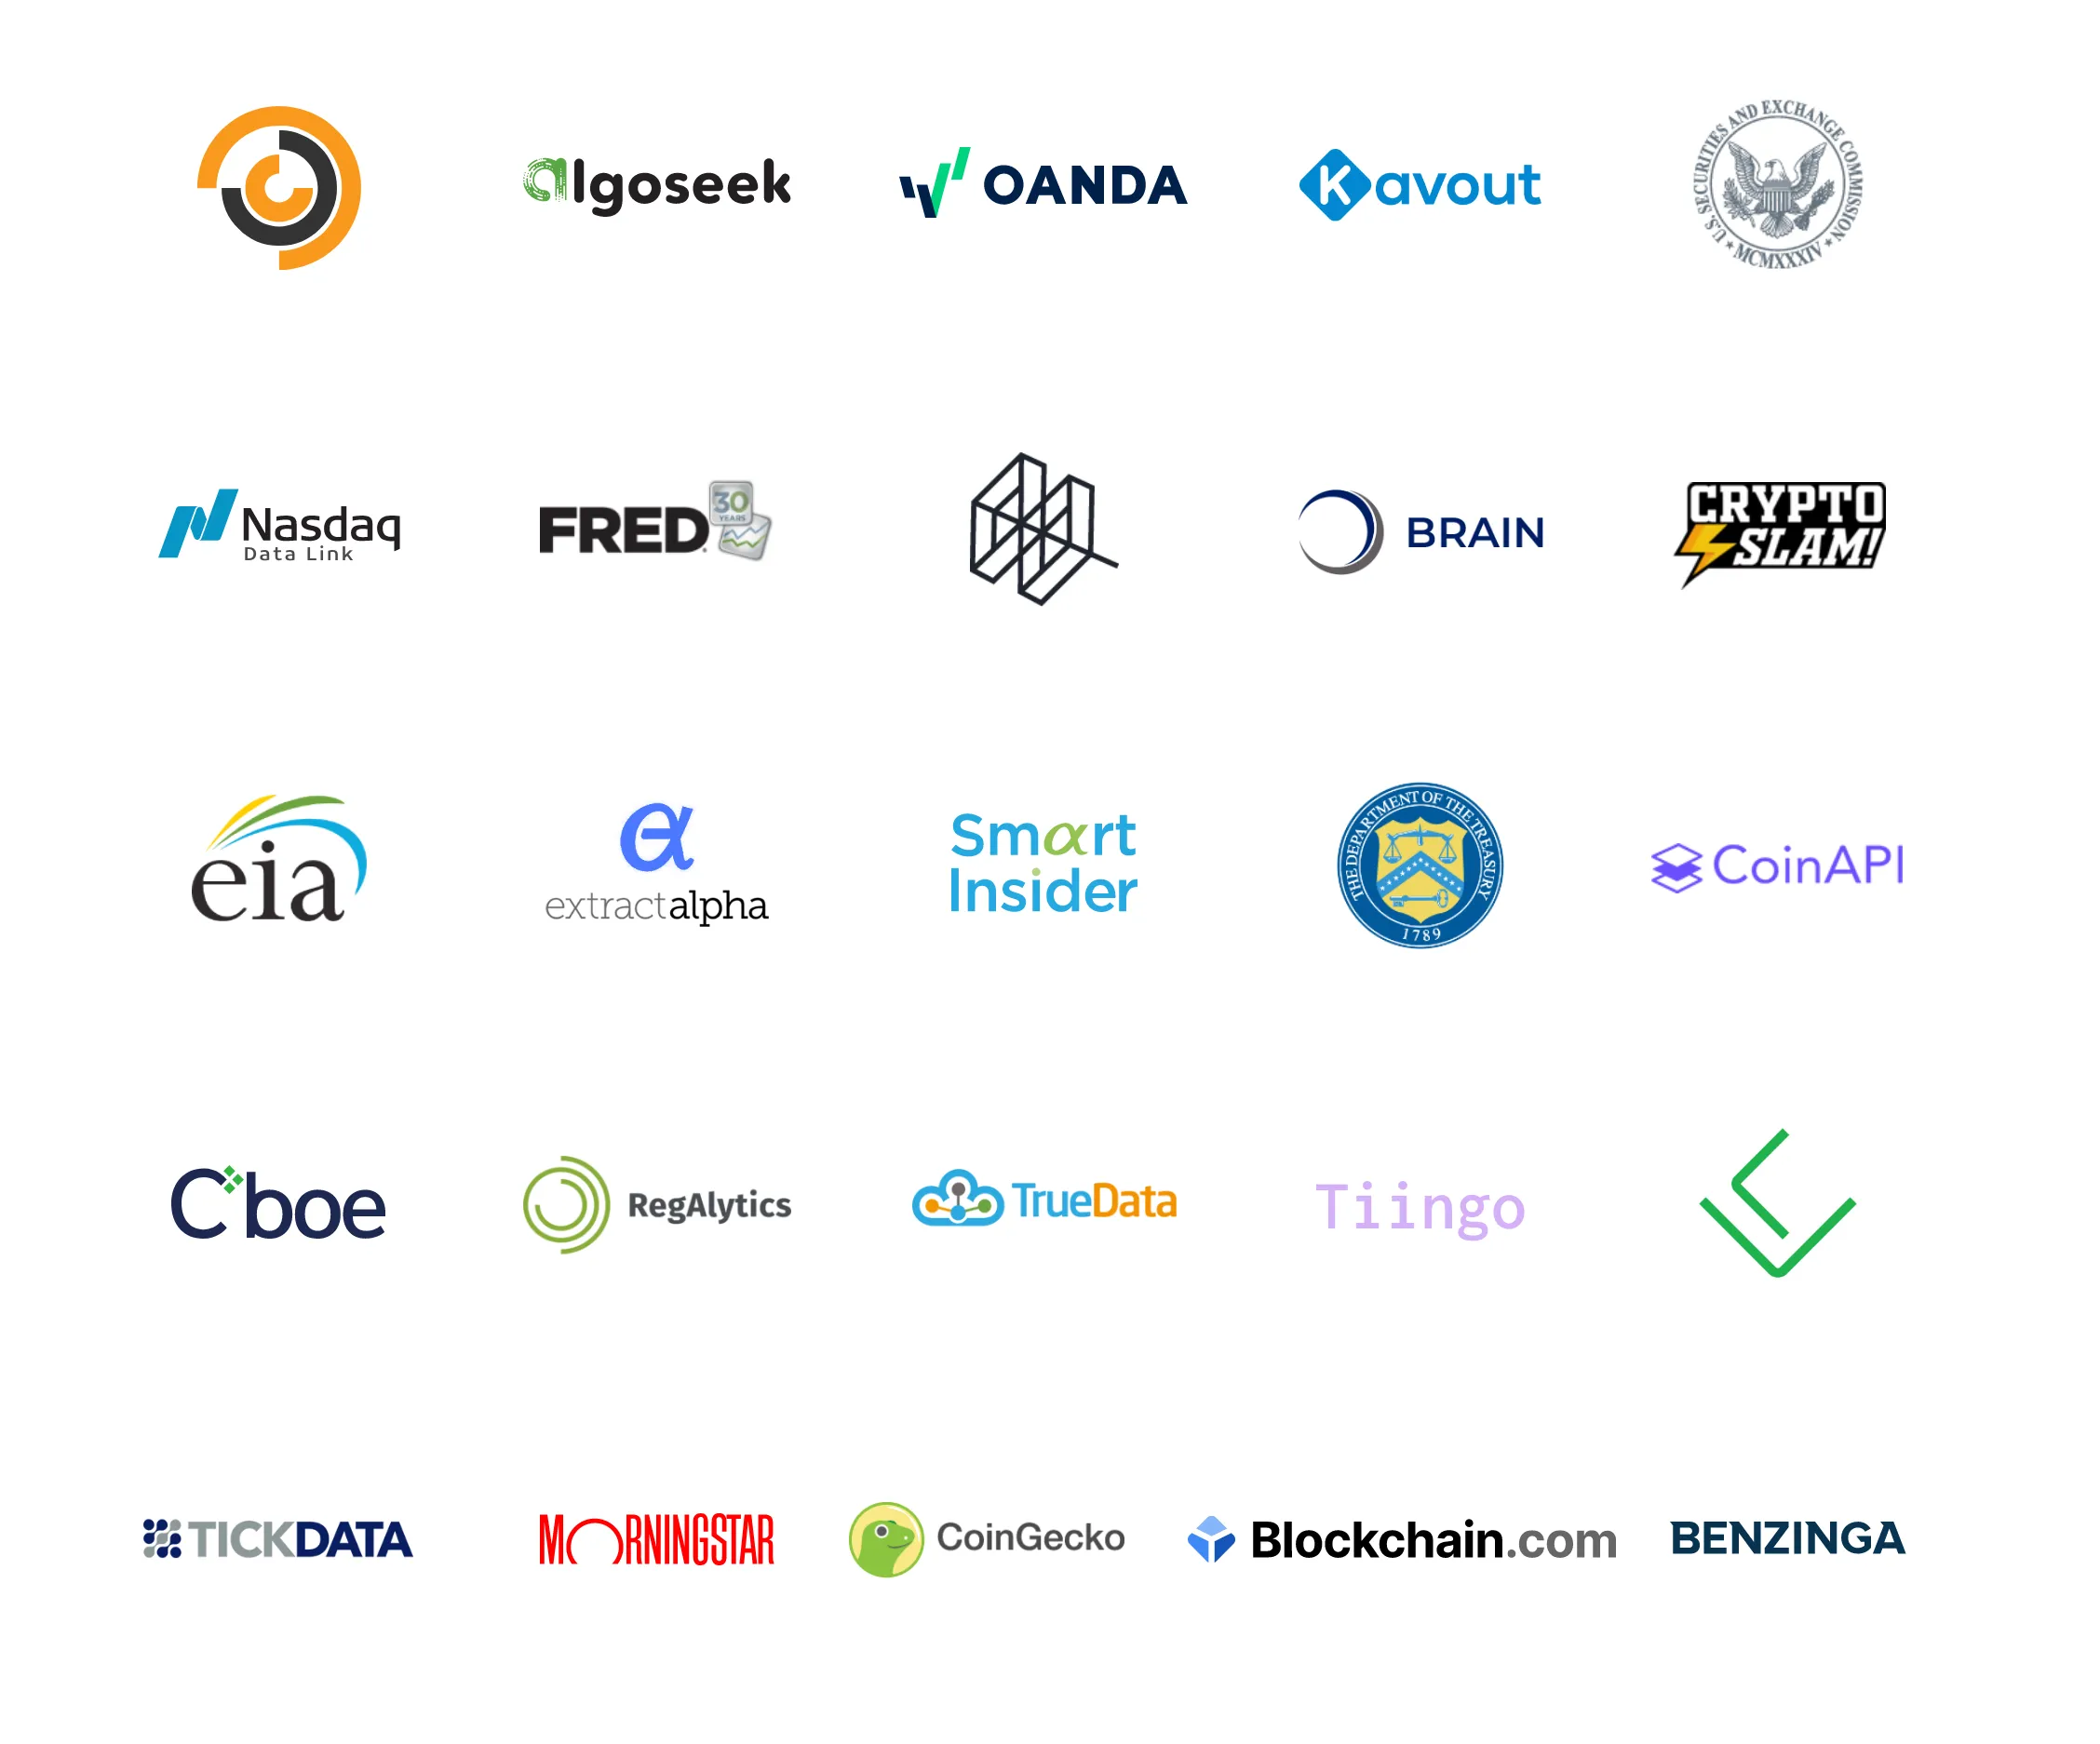 algoseek
OANDA
Kavout
U.S. SECURITIES AND EXCHANGE COMMISSION
MCMXXXIV
Nasdaq
Data Link
FRED
30
YEARS
BRAIN
CRYPTO
SLAM!
eia
extractalpha
Smart
Insider
THE DEPARTMENT OF THE TREASURY
1789
CoinAPI
Cboe
RegAlytics
TrueData
Tiingo
TICKDATA
MORNINGSTAR
CoinGecko
Blockchain.com
BENZINGA